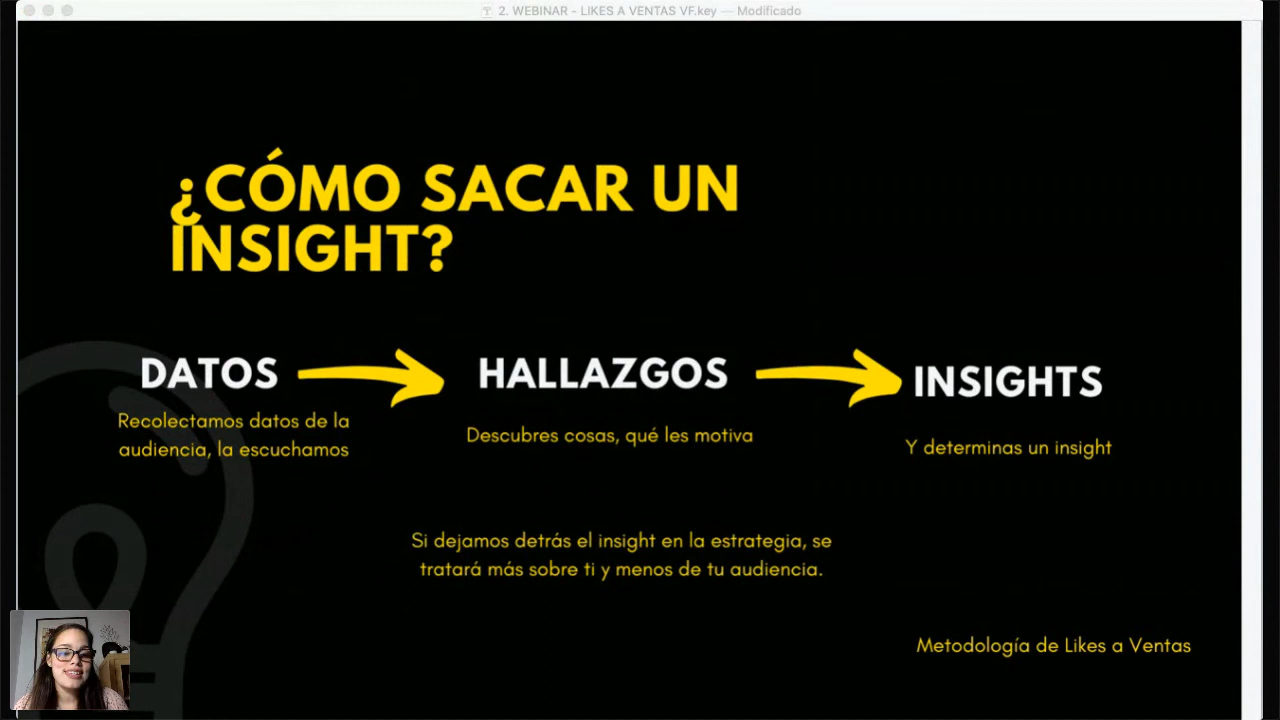 2. WEBINAR - LIKES A VENTAS VF.key — Modificado
¿CÓMO SACAR UN
INSIGHT?
DATOS
Recolectamos datos de la
audiencia, la escuchamos
HALLAZGOS
Descubres cosas, qué les motiva
INSIGHTS
Y determinas un insight
Si dejamos detrás el insight en la estrategia, se
tratará más sobre ti y menos de tu audiencia.
Metodología de Likes a Ventas